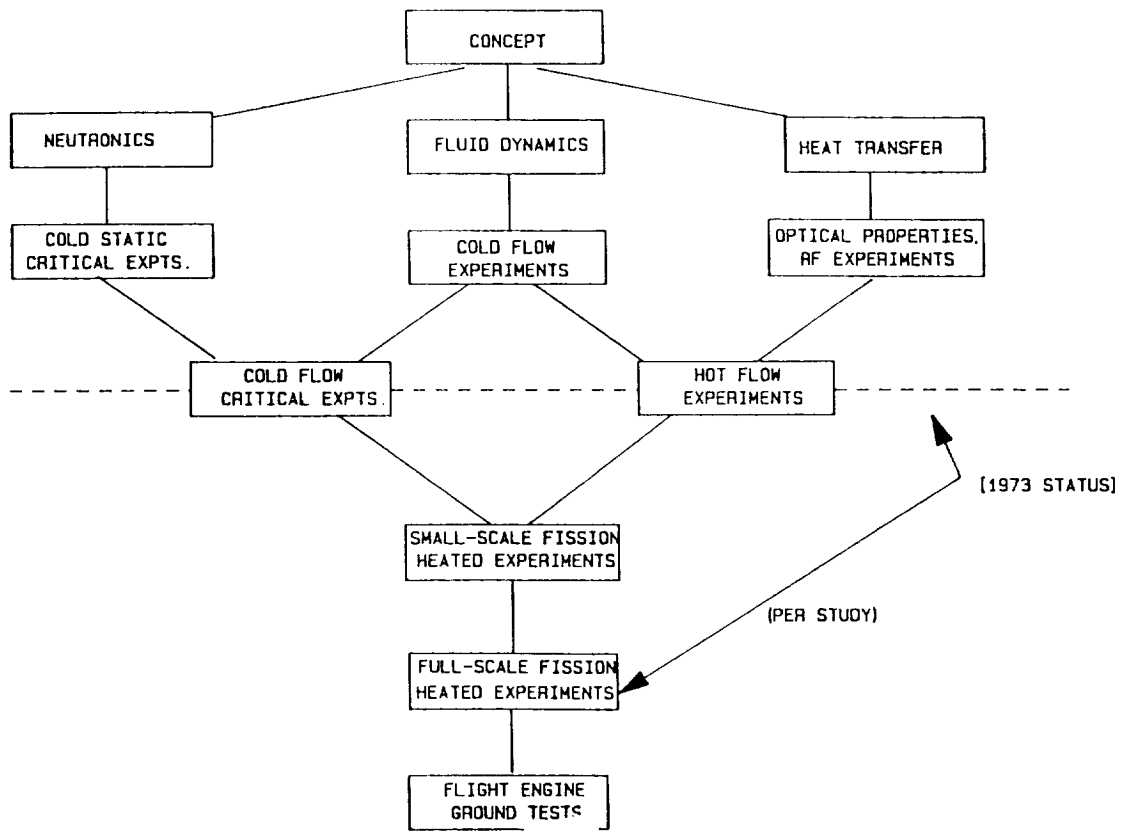 CONCEPT
NEUTRONICS
FLUID DYNAMICS
HEAT TRANSFER
COLD STATIC
CRITICAL EXPTS.
COLD FLOW
EXPERIMENTS
OPTICAL PROPERTIES,
RF EXPERIMENTS
COLD FLOW
CRITICAL EXPTS.
HOT FLOW
EXPERIMENTS
[1973 STATUS]
SMALL-SCALE FISSION
HEATED EXPERIMENTS
(PER STUDY)
FULL-SCALE FISSION
HEATED EXPERIMENTS
FLIGHT ENGINE
GROUND TESTS